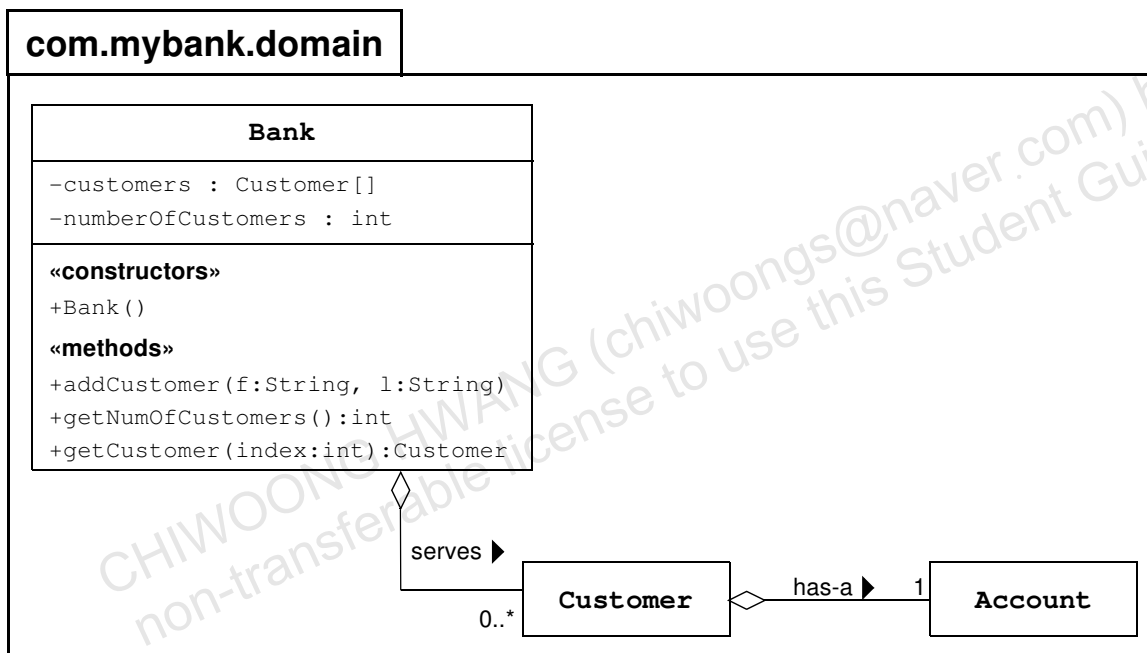 com.mybank.domain
Bank
-customers : Customer[]
-numberOfCustomers : int
«constructors»
+Bank()
«methods»
+addCustomer(f:String, l:String)
+getNumOfCustomers():int
+getCustomer(index:int):Customer
serves
0..*
Customer
has-a
1
Account
CHIWOONG HWANG (chiwoongs@naver.com) h
non-transferable license to use this Student Gui